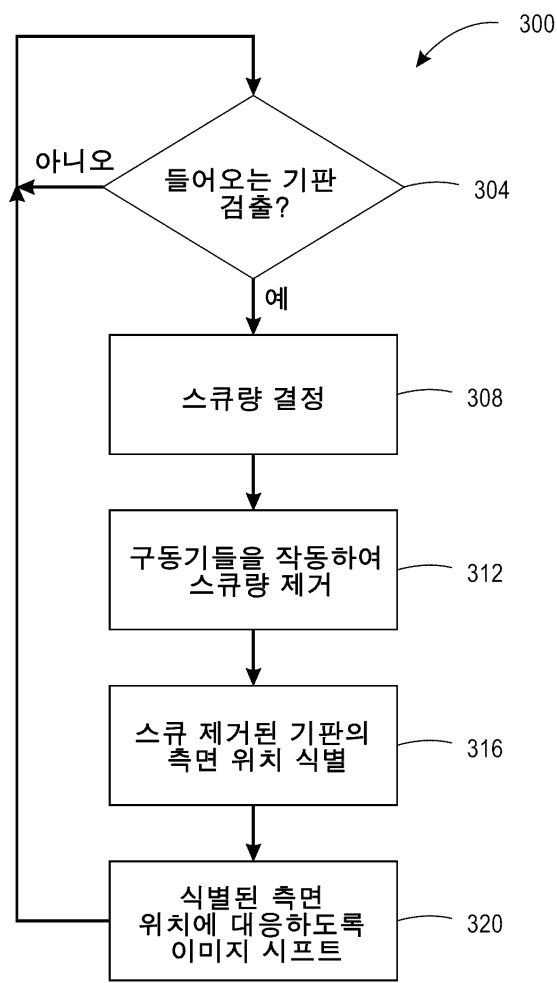 300
아니오
들어오는 기판
검출?
304
예
스큐량 결정
308
구동기들을 작동하여
스큐량 제거
312
스큐 제거된 기판의
측면 위치 식별
316
식별된 측면
위치에 대응하도록
이미지 시프트
320